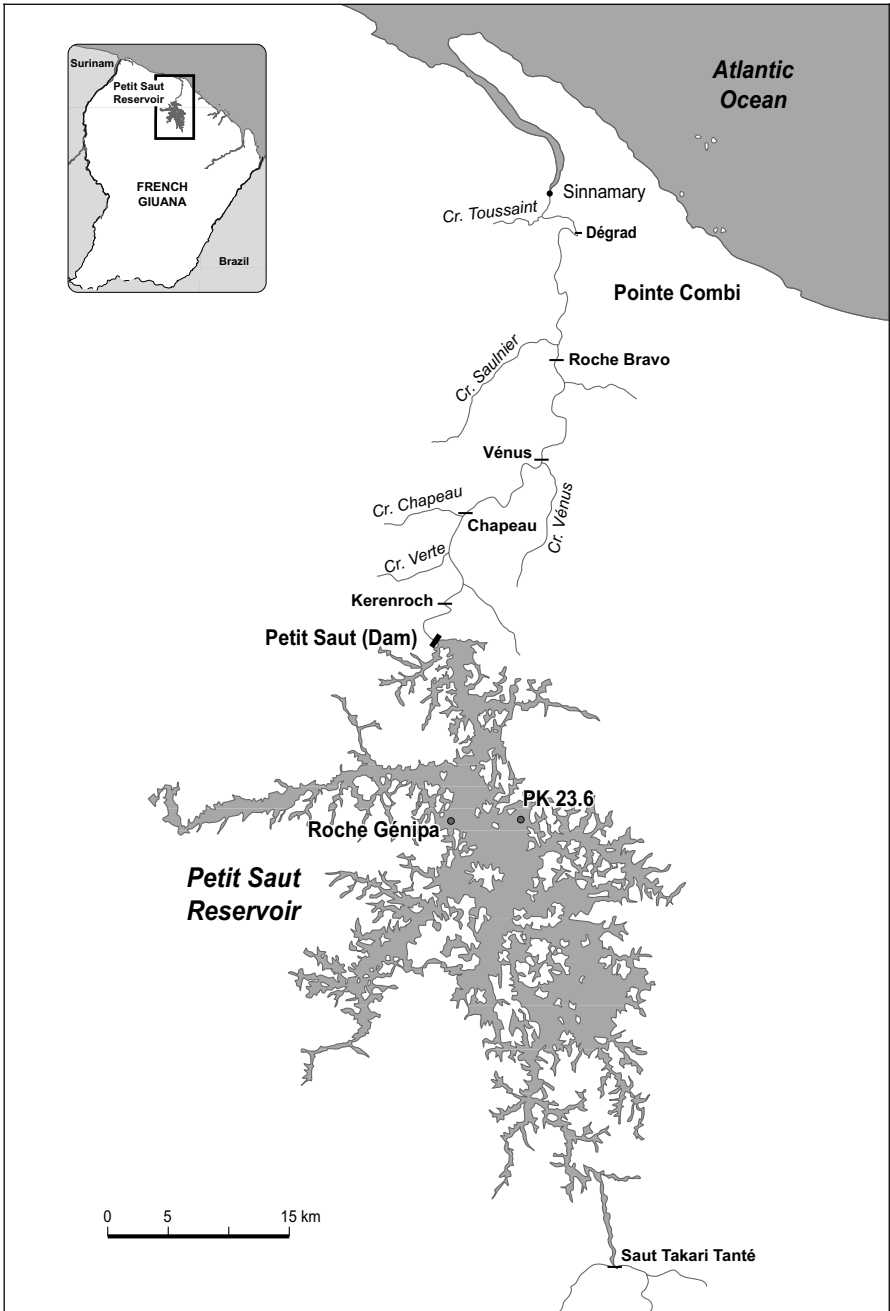 Surinam
Petit Saut
Reservoir
FRENCH
GIUANA
Brazil
Atlantic
Ocean
Sinnamary
Cr. Toussaint
Dégrad
Pointe Combi
Cr. Saulnier
Roche Bravo
Vénus
Cr. Chapeau
Chapeau
Cr. Vénus
Cr. Verte
Kerenroch
Petit Saut (Dam)
PK 23.6
Roche Génipa
Petit Saut
Reservoir
0 5 15 km
Saut Takari Tanté